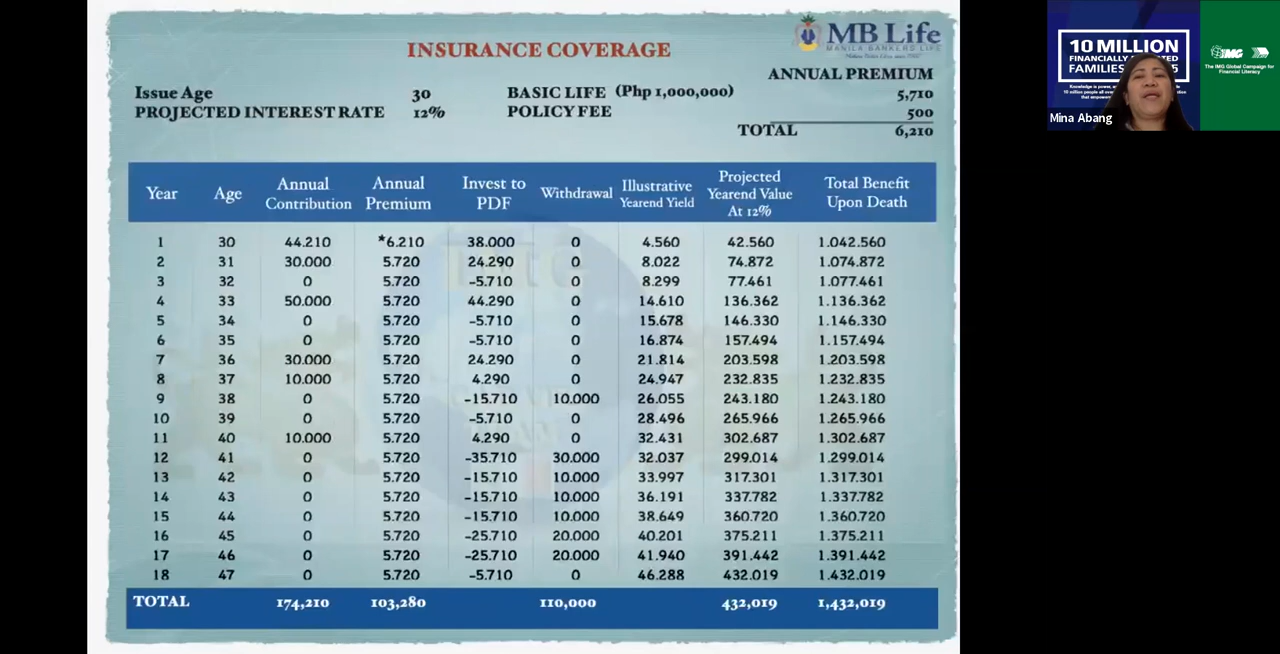 MB Life
MANILA BANKERS LIFE
INSURANCE COVERAGE
ANNUAL PREMIUM
Issue Age 30 BASIC LIFE (Php 1,000,000) 5,710
PROJECTED INTEREST RATE 12% POLICY FEE 500
TOTAL 6,210
Year Age Annual Contribution Annual Premium Invest to PDF Withdrawal Illustrative Yearend Yield Projected Yearend Value At 12% Total Benefit Upon Death
1 30 44.210 *6.210 38.000 0 4.560 42.560 1.042.560
2 31 30.000 5.720 24.290 0 8.022 74.872 1.074.872
3 32 0 5.720 -5.710 0 8.299 77.461 1.077.461
4 33 50.000 5.720 44.290 0 14.610 136.362 1.136.362
5 34 0 5.720 -5.710 0 15.678 146.330 1.146.330
6 35 0 5.720 -5.710 0 16.874 157.494 1.157.494
7 36 30.000 5.720 24.290 0 21.814 203.598 1.203.598
8 37 10.000 5.720 4.290 0 24.947 232.835 1.232.835
9 38 0 5.720 -15.710 10.000 26.055 243.180 1.243.180
10 39 0 5.720 -5.710 0 28.496 265.966 1.265.966
11 40 10.000 5.720 4.290 0 32.431 302.687 1.302.687
12 41 0 5.720 -35.710 30.000 32.037 299.014 1.299.014
13 42 0 5.720 -15.710 10.000 33.997 317.301 1.317.301
14 43 0 5.720 -15.710 10.000 36.191 337.782 1.337.782
15 44 0 5.720 -15.710 10.000 38.649 360.720 1.360.720
16 45 0 5.720 -25.710 20.000 40.201 375.211 1.375.211
17 46 0 5.720 -25.710 20.000 41.940 391.442 1.391.442
18 47 0 5.720 -5.710 0 46.288 432.019 1.432.019
TOTAL 174,210 103,280 110,000 432,019 1,432,019
10 MILLION
FINANCIALLY
FAMILIES
IMG
The IMG Global Campaign for
Financial Literacy
Mina Abang